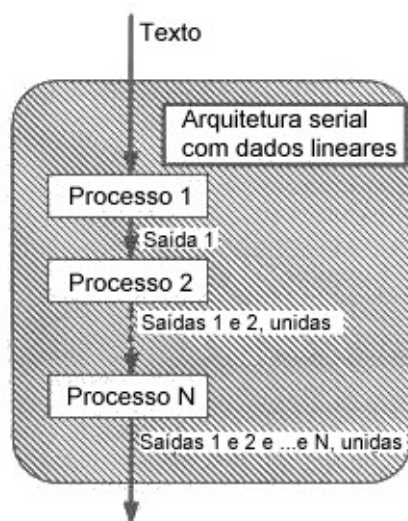 Texto
Arquitetura serial
com dados lineares
Processo 1
Saída 1
Processo 2
Saídas 1 e 2, unidas
Processo N
Saídas 1 e 2 e ...e N, unidas